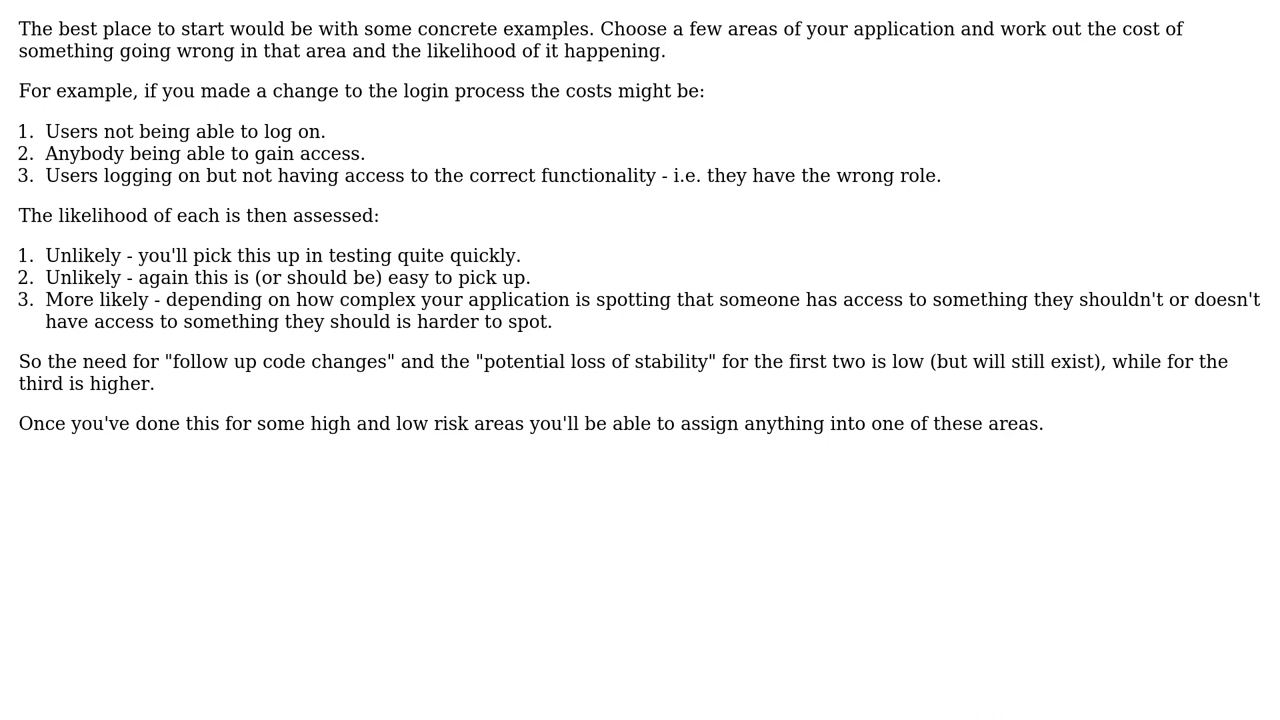 The best place to start would be with some concrete examples. Choose a few areas of your application and work out the cost of
something going wrong in that area and the likelihood of it happening.
For example, if you made a change to the login process the costs might be:
1. Users not being able to log on.
2. Anybody being able to gain access.
3. Users logging on but not having access to the correct functionality - i.e. they have the wrong role.
The likelihood of each is then assessed:
1. Unlikely - you'll pick this up in testing quite quickly.
2. Unlikely - again this is (or should be) easy to pick up.
3. More likely - depending on how complex your application is spotting that someone has access to something they shouldn't or doesn't
have access to something they should is harder to spot.
So the need for "follow up code changes" and the "potential loss of stability" for the first two is low (but will still exist), while for the
third is higher.
Once you've done this for some high and low risk areas you'll be able to assign anything into one of these areas.